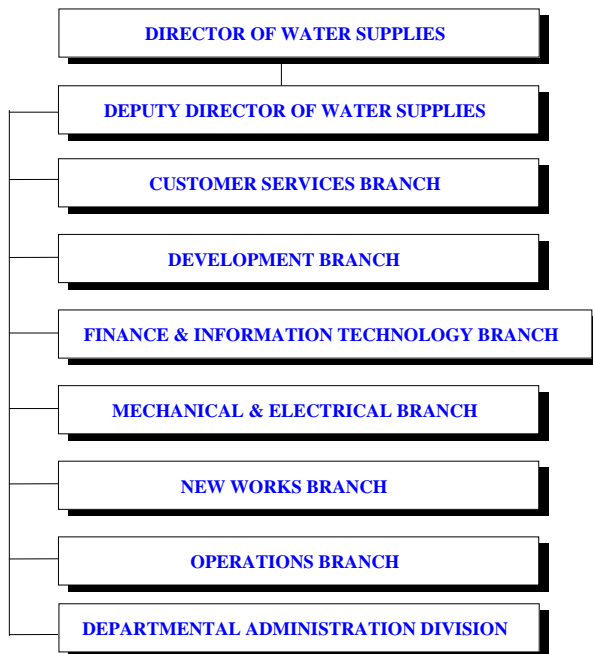 DIRECTOR OF WATER SUPPLIES
DEPUTY DIRECTOR OF WATER SUPPLIES
CUSTOMER SERVICES BRANCH
DEVELOPMENT BRANCH
FINANCE & INFORMATION TECHNOLOGY BRANCH
MECHANICAL & ELECTRICAL BRANCH
NEW WORKS BRANCH
OPERATIONS BRANCH
DEPARTMENTAL ADMINISTRATION DIVISION